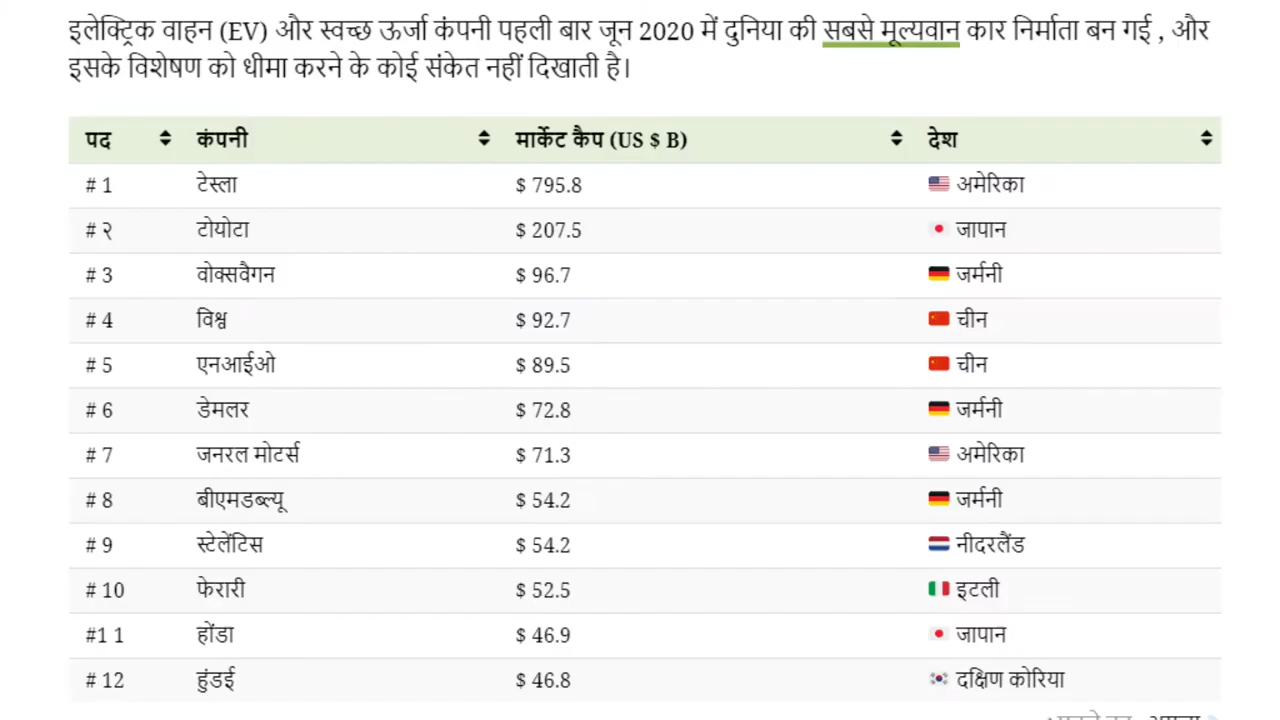 इलेक्ट्रिक वाहन (EV) और स्वच्छ ऊर्जा कंपनी पहली बार जून 2020 में दुनिया की सबसे मूल्यवान कार निर्माता बन गई , और
इसके विशेषण को धीमा करने के कोई संकेत नहीं दिखाती है।
पद कंपनी मार्केट कैप (US $ B) देश
# 1 टेस्ला $ 795.8 अमेरिका
# २ टोयोटा $ 207.5 जापान
# 3 वोक्सवैगन $ 96.7 जर्मनी
# 4 विश्व $ 92.7 चीन
# 5 एनआईओ $ 89.5 चीन
# 6 डेमलर $ 72.8 जर्मनी
# 7 जनरल मोटर्स $ 71.3 अमेरिका
# 8 बीएमडब्ल्यू $ 54.2 जर्मनी
# 9 स्टेलेंटिस $ 54.2 नीदरलैंड
# 10 फेरारी $ 52.5 इटली
#1 1 होंडा $ 46.9 जापान
# 12 हुंडई $ 46.8 दक्षिण कोरिया